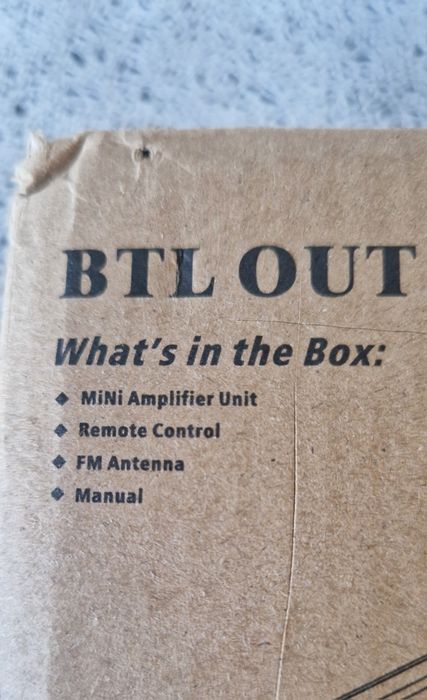 BTL OUT
What's in the Box:
◆ MiNi Amplifier Unit
◆ Remote Control
◆ FM Antenna
◆ Manual